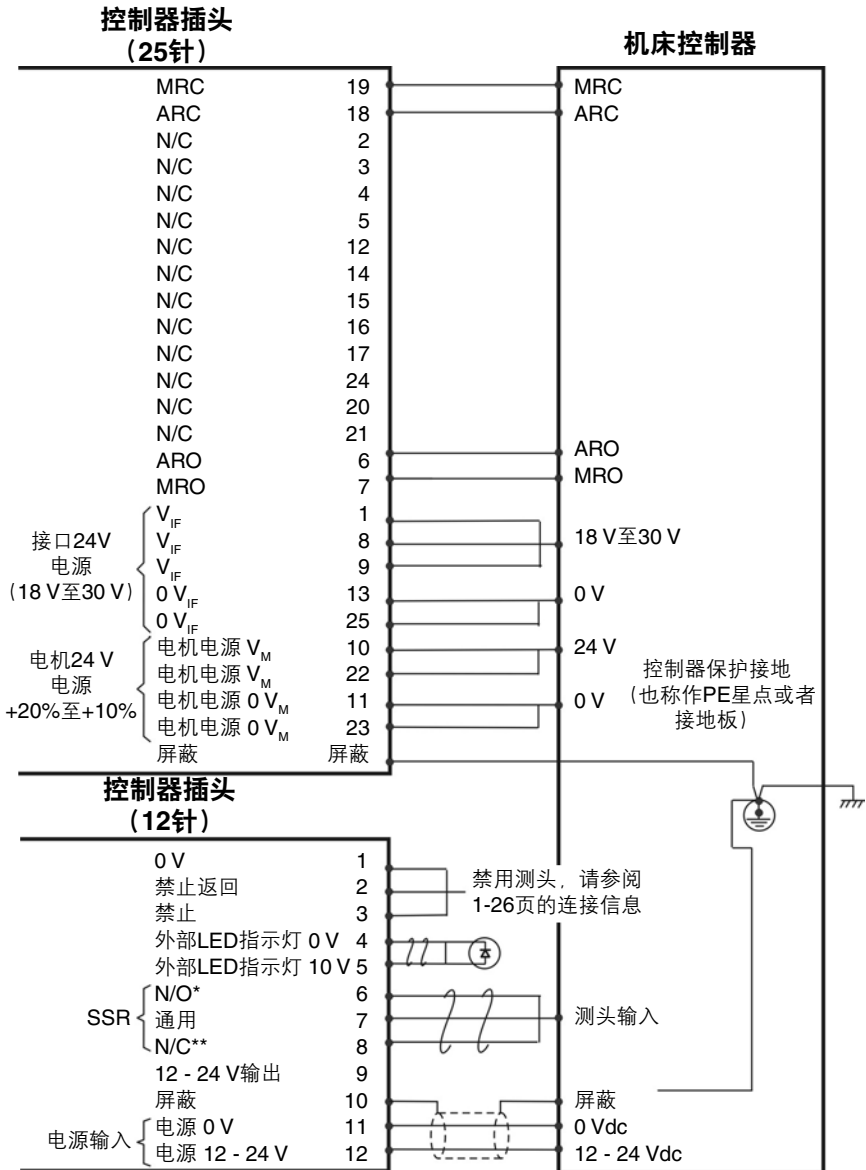 控制器插头
（25针）
机床控制器
MRC 19 MRC
ARC 18 ARC
N/C 2
N/C 3
N/C 4
N/C 5
N/C 12
N/C 14
N/C 15
N/C 16
N/C 17
N/C 24
N/C 20
N/C 21
ARO 6 ARO
MRO 7 MRO
接口24V
电源
（18 V至30 V）
VIF 1
VIF 8 18 V至30 V
VIF 9
0 VIF 13 0 V
0 VIF 25
电机24 V
电源
+20%至+10%
电机电源 VM 10 24 V
电机电源 VM 22
电机电源 0 VM 11 0 V
电机电源 0 VM 23
屏蔽 屏蔽
控制器保护接地
（也称作PE星点或者
接地板）
控制器插头
（12针）
0 V 1
禁止返回 2
禁止 3
禁用测头，请参阅
1-26页的连接信息
外部LED指示灯 0 V 4
外部LED指示灯 10 V 5
SSR
N/O* 6
通用 7 测头输入
N/C** 8
12 - 24 V输出 9
屏蔽 10 屏蔽
电源输入
电源 0 V 11 0 Vdc
电源 12 - 24 V 12 12 - 24 Vdc